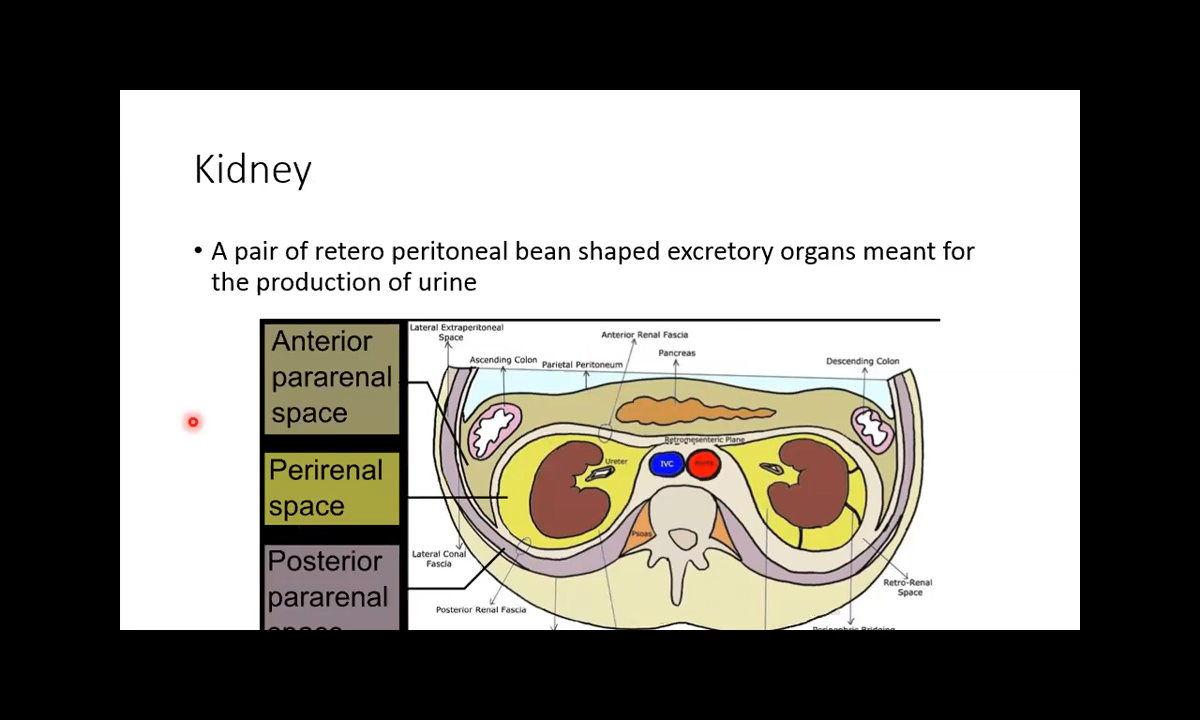 Kidney
• A pair of retero peritoneal bean shaped excretory organs meant for
the production of urine
Anterior
pararenal
space
Perirenal
space
Posterior
pararenal
space
Lateral Extraperitoneal
Space
Ascending Colon
Parietal Peritoneum
Anterior Renal Fascia
Pancreas
Descending Colon
Retromesenteric Plane
Ureter
IVC
Psoas
Lateral Conal
Fascia
Posterior Renal Fascia
Retro-Renal
Space
Bridging